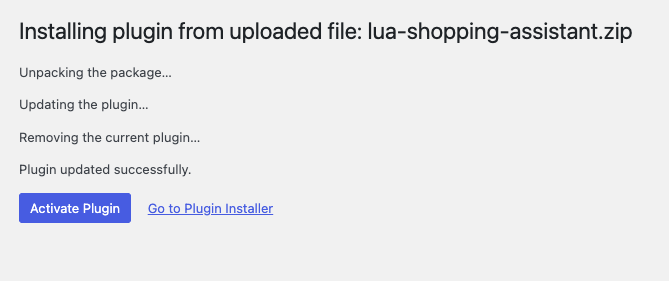 Installing plugin from uploaded file: lua-shopping-assistant.zip
Unpacking the package…
Updating the plugin…
Removing the current plugin…
Plugin updated successfully.
Activate Plugin Go to Plugin Installer